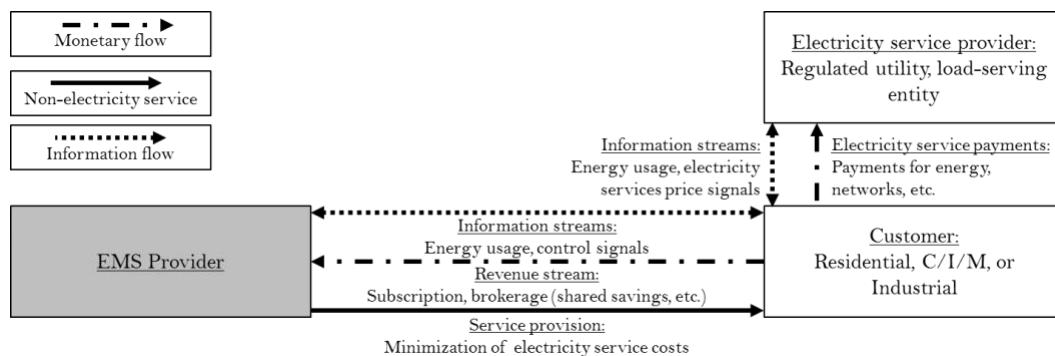 Monetary flow
Non-electricity service
Information flow
Electricity service provider:
Regulated utility, load-serving
entity
Information streams:
Energy usage, electricity
services price signals
Electricity service payments:
Payments for energy,
networks, etc.
EMS Provider
Information streams:
Energy usage, control signals
Revenue stream:
Subscription, brokerage (shared savings, etc.)
Service provision:
Minimization of electricity service costs
Customer:
Residential, C/I/M, or
Industrial